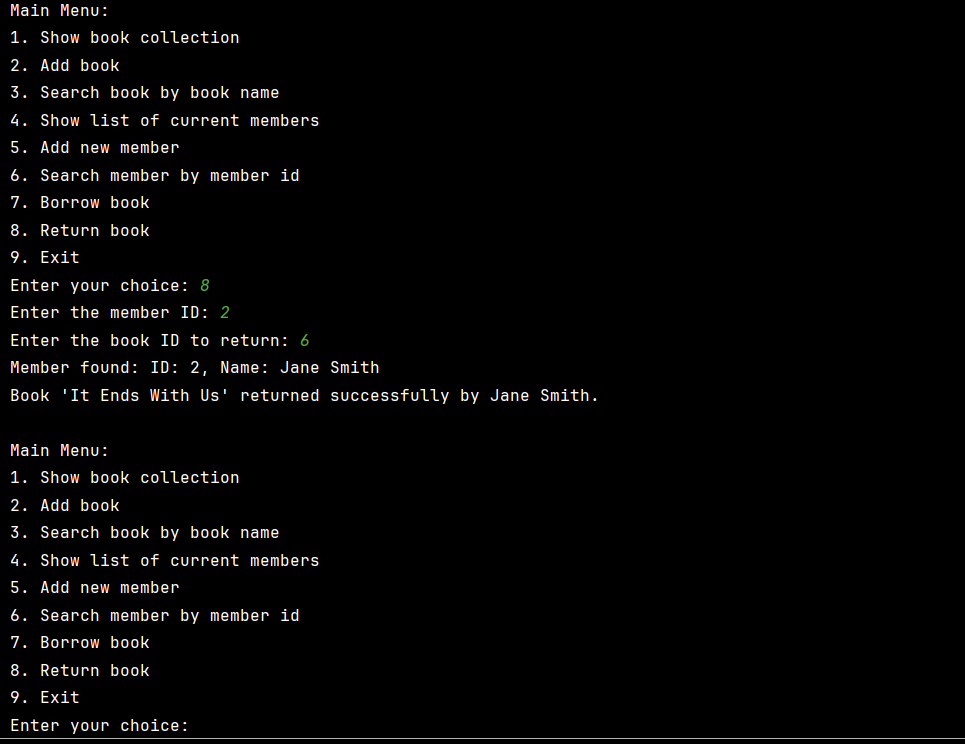 Main Menu:
1. Show book collection
2. Add book
3. Search book by book name
4. Show list of current members
5. Add new member
6. Search member by member id
7. Borrow book
8. Return book
9. Exit
Enter your choice: 8
Enter the member ID: 2
Enter the book ID to return: 6
Member found: ID: 2, Name: Jane Smith
Book 'It Ends With Us' returned successfully by Jane Smith.
Main Menu:
1. Show book collection
2. Add book
3. Search book by book name
4. Show list of current members
5. Add new member
6. Search member by member id
7. Borrow book
8. Return book
9. Exit
Enter your choice: